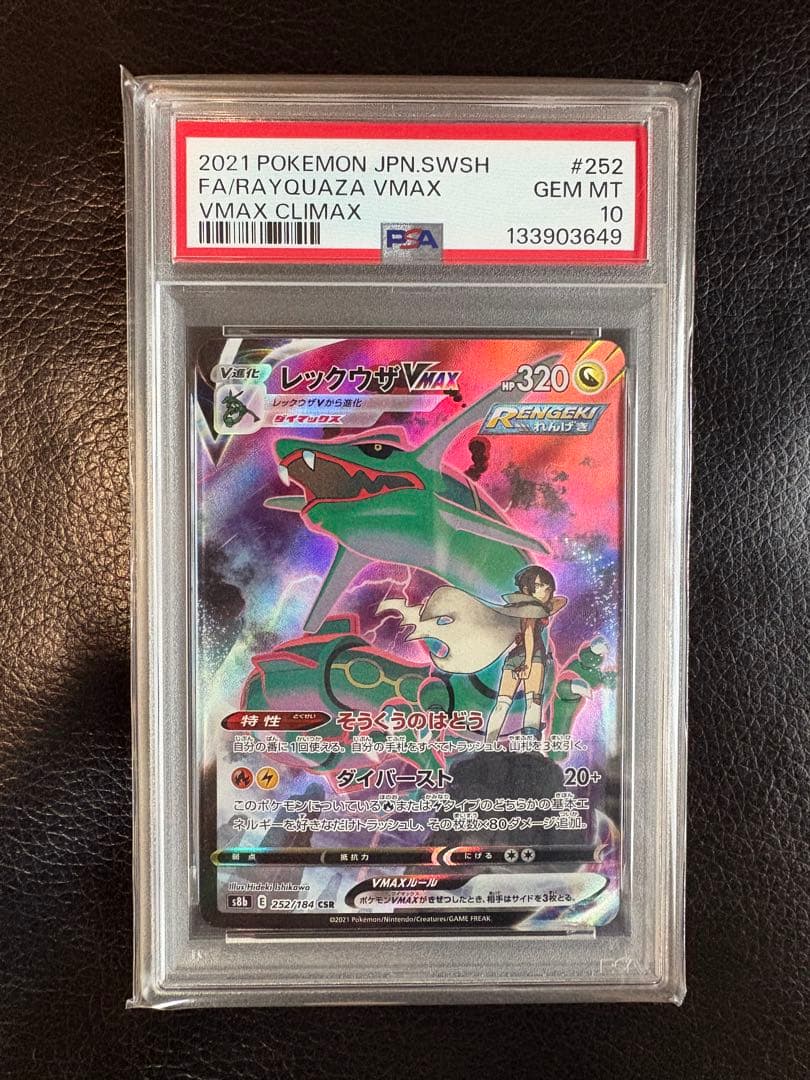 2021 POKEMON JPN.SWSH #252
FA/RAYQUAZA VMAX GEM MT
VMAX CLIMAX 10
PSA 133903649
V進化 レックウザVMAX HP320
レックウザVから進化
ダイマックス
RENGEKI
れんげき
特性 とくせい そうくうのはどう
自分の番に1回使える。自分の手札をすべてトラッシュし、山札を3枚引く。
ダイバースト 20+
このポケモンについている または タイプのどちらかの基本エ
ネルギーを好きなだけトラッシュし、その枚数×80ダメージ追加。
弱点 抵抗力 にげる
Illus. Hideki Ishikawa
VMAXルール
s8b E 252/184 CSR
ポケモンVMAXがきぜつしたとき、相手はサイドを3枚とる。
©2021 Pokémon/Nintendo/Creatures/GAME FREAK.